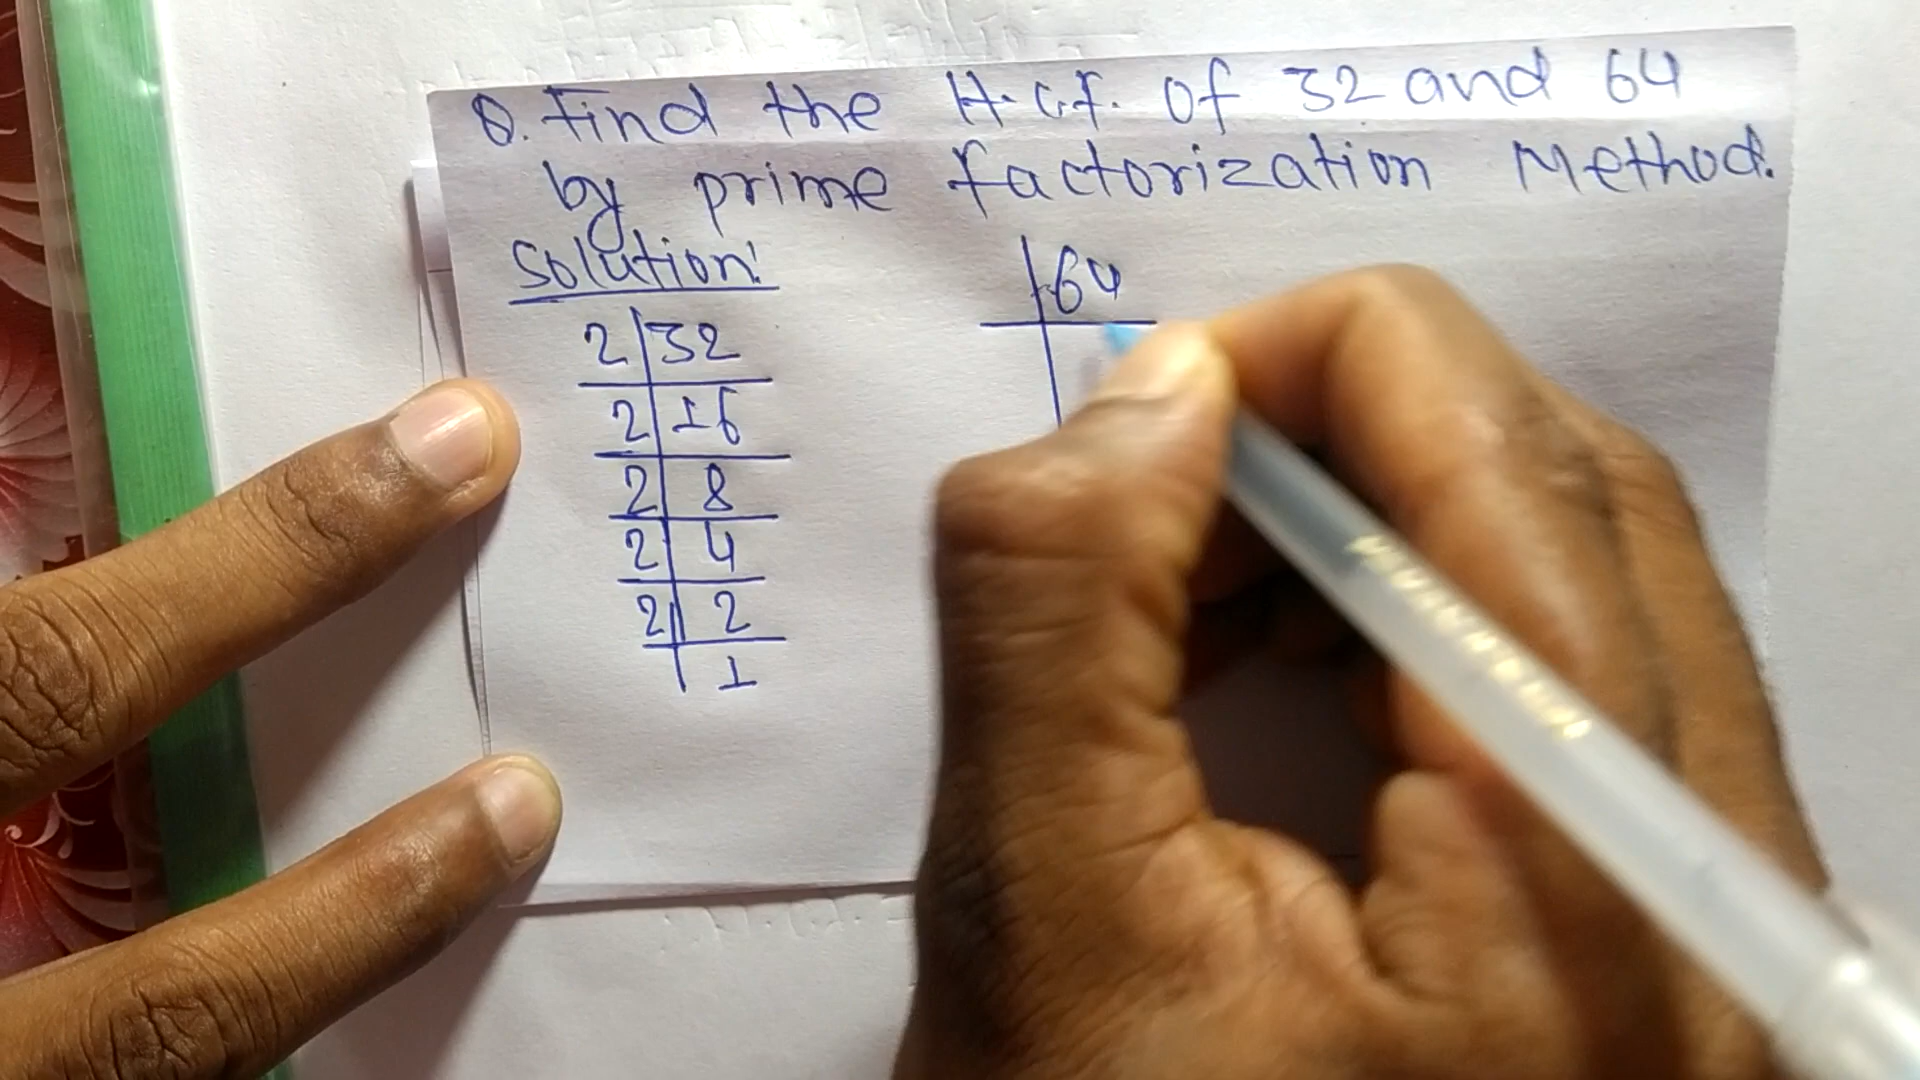 Q. Find the H.C.F. of 32 and 64
by prime factorization Method.
Solution:
2 32
2 16
2 8
2 4
2 2
1
64